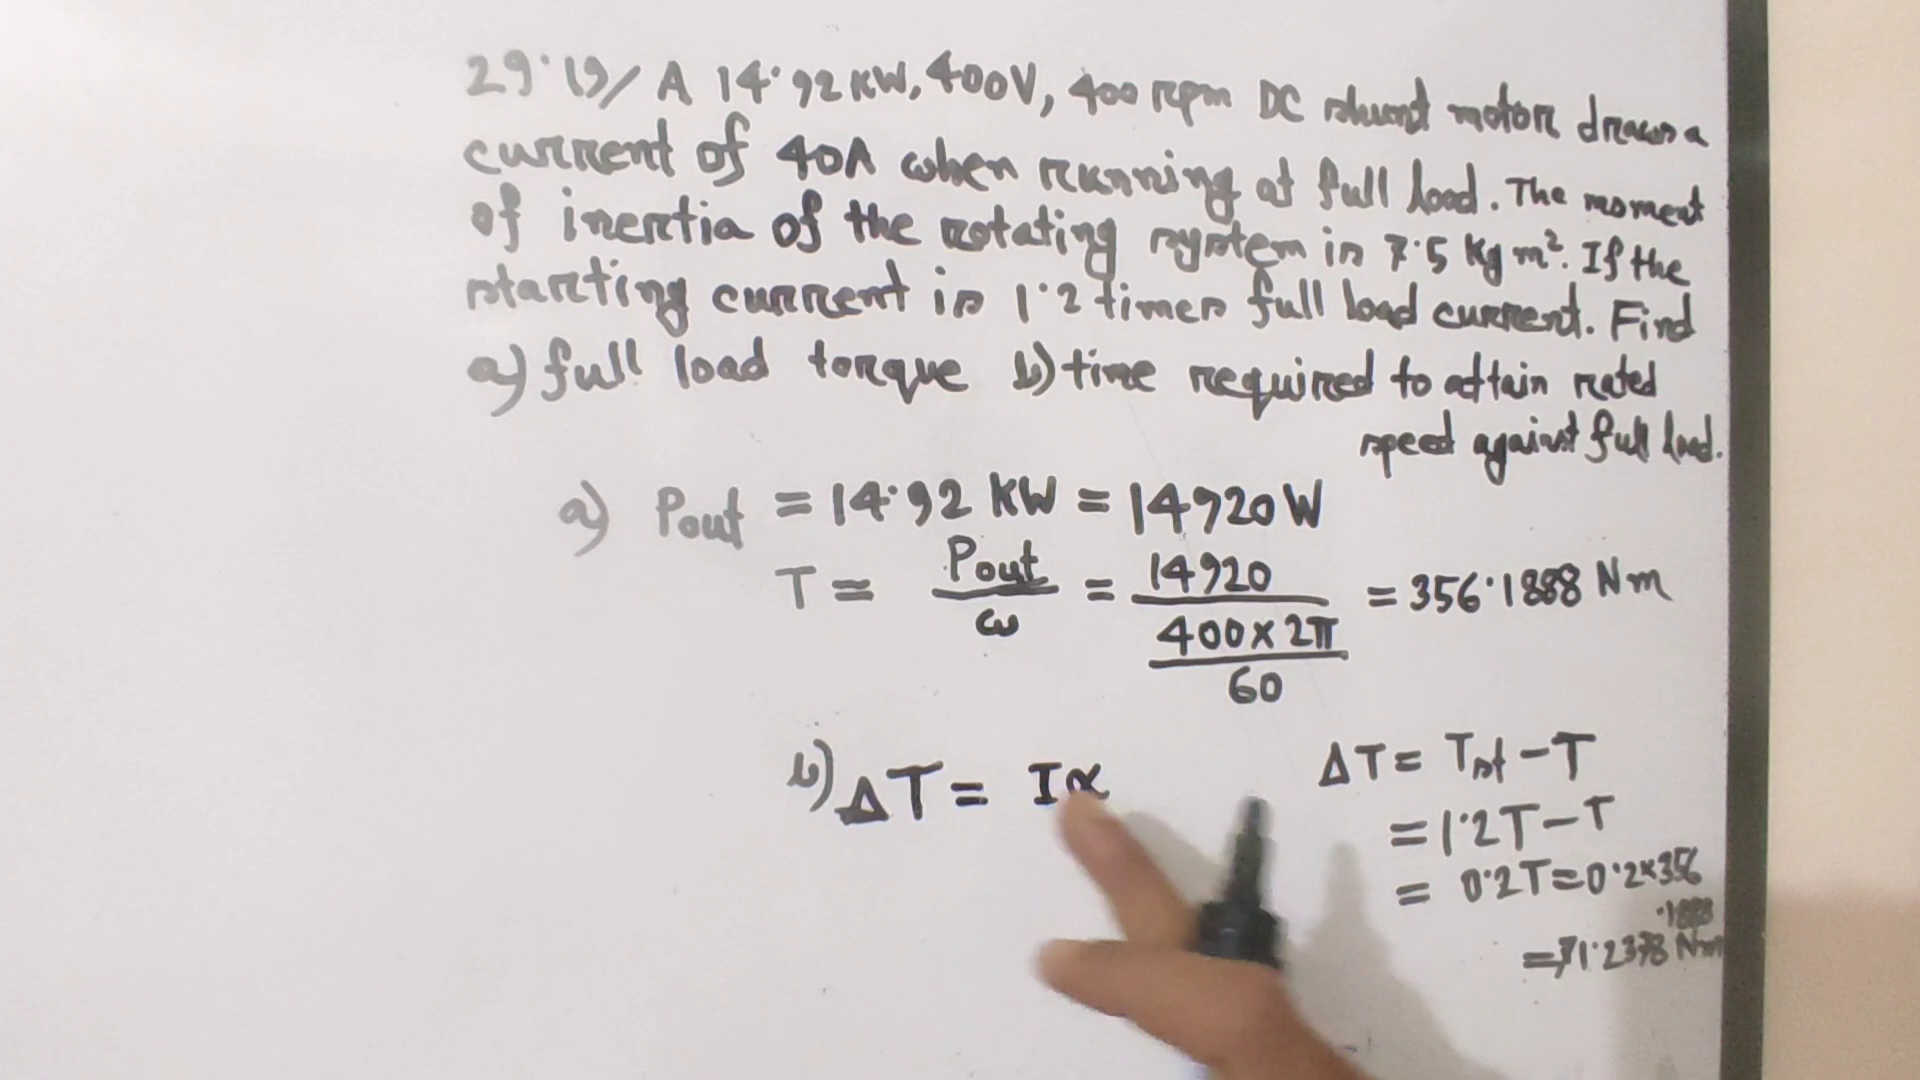 29.19/ A 14.92 KW, 400V, 400 rpm DC shunt motor draws a
current of 40A when running at full load. The moment
of inertia of the rotating system is 7.5 Kg m². If the
starting current is 1.2 times full load current. Find
a) full load torque b) time required to attain rated
speed against full load.
a) Pout = 14.92 KW = 14920W
T = Pout/ω = 14920/(400×2π/60) = 356.1888 Nm
b) ΔT = Iα
ΔT = Tst - T
= 1.2T - T
= 0.2T = 0.2×356
.1888
= 71.2378 Nm